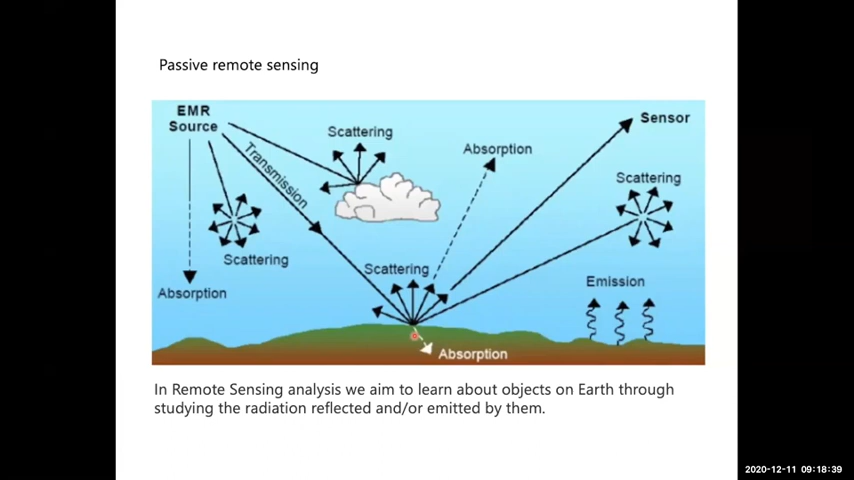 Passive remote sensing
EMR
Source
Scattering
Sensor
Absorption
Transmission
Scattering
Scattering
Scattering
Emission
Absorption
Absorption
In Remote Sensing analysis we aim to learn about objects on Earth through
studying the radiation reflected and/or emitted by them.
2020-12-11 09:18:39